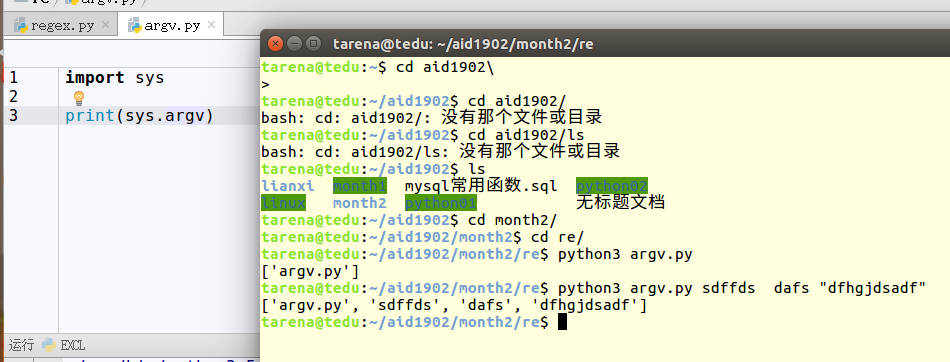 re  argv.py
regex.py  argv.py
1 import sys
2
3 print(sys.argv)
运行 EXCL
tarena@tedu: ~/aid1902/month2/re
tarena@tedu:~$ cd aid1902\
>
tarena@tedu:~/aid1902$ cd aid1902/
bash: cd: aid1902/: 没有那个文件或目录
tarena@tedu:~/aid1902$ cd aid1902/ls
bash: cd: aid1902/ls: 没有那个文件或目录
tarena@tedu:~/aid1902$ ls
lianxi  month1  mysql常用函数.sql  python02
linux  month2  python01  无标题文档
tarena@tedu:~/aid1902$ cd month2/
tarena@tedu:~/aid1902/month2$ cd re/
tarena@tedu:~/aid1902/month2/re$ python3 argv.py
['argv.py']
tarena@tedu:~/aid1902/month2/re$ python3 argv.py sdffds  dafs "dfhgjdsadf"
['argv.py', 'sdffds', 'dafs', 'dfhgjdsadf']
tarena@tedu:~/aid1902/month2/re$